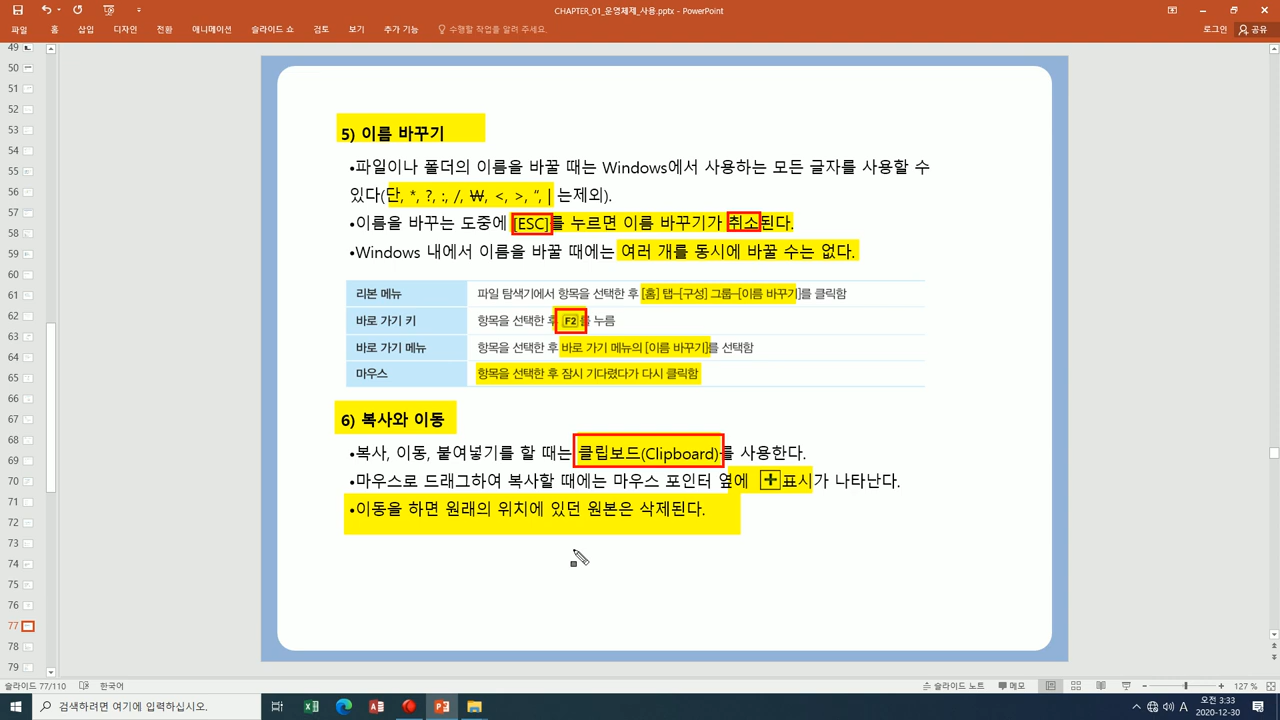 CHAPTER_01_운영체제_사용.pptx - PowerPoint
파일 홈 삽입 디자인 전환 애니메이션 슬라이드 쇼 검토 보기 추가 기능 수행할 작업을 알려 주세요. 로그인 공유
49
50
51
52
53
54
55
56
57
58
59
60
61
62
63
64
65
66
67
68
69
70
71
72
73
74
75
76
77
78
79
5) 이름 바꾸기
•파일이나 폴더의 이름을 바꿀 때는 Windows에서 사용하는 모든 글자를 사용할 수
있다(단, *, ?, :, /, ₩, <, >, “, | 는제외).
•이름을 바꾸는 도중에 [ESC]를 누르면 이름 바꾸기가 취소된다.
•Windows 내에서 이름을 바꿀 때에는 여러 개를 동시에 바꿀 수는 없다.
리본 메뉴 파일 탐색기에서 항목을 선택한 후 [홈] 탭-[구성] 그룹-[이름 바꾸기]를 클릭함
바로 가기 키 항목을 선택한 후 F2를 누름
바로 가기 메뉴 항목을 선택한 후 바로 가기 메뉴의 [이름 바꾸기]를 선택함
마우스 항목을 선택한 후 잠시 기다렸다가 다시 클릭함
6) 복사와 이동
•복사, 이동, 붙여넣기를 할 때는 클립보드(Clipboard)를 사용한다.
•마우스로 드래그하여 복사할 때에는 마우스 포인터 옆에 +표시가 나타난다.
•이동을 하면 원래의 위치에 있던 원본은 삭제된다.
슬라이드 77/110 한국어 슬라이드 노트 메모 127 %
검색하려면 여기에 입력하십시오. A 오전 3:33
2020-12-30